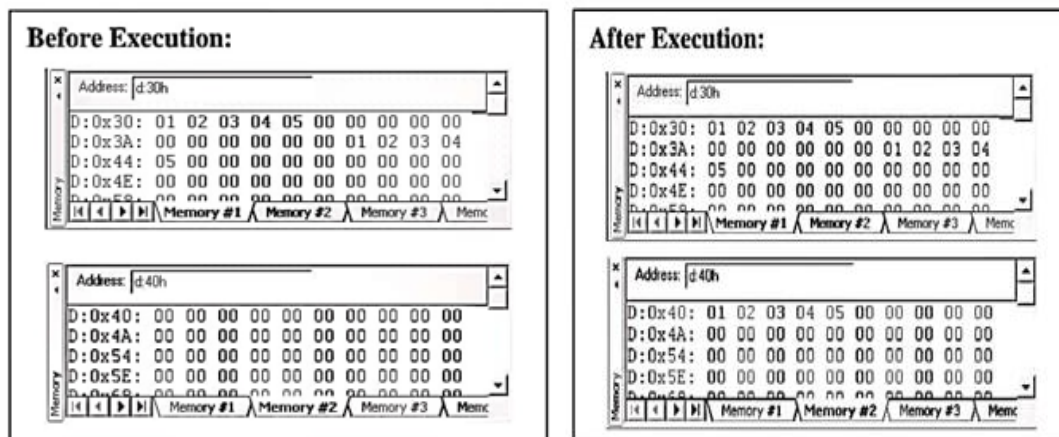 Before Execution:
Address: d:30h
D:0x30: 01 02 03 04 05 00 00 00 00 00
D:0x3A: 00 00 00 00 00 00 01 02 03 04
D:0x44: 05 00 00 00 00 00 00 00 00 00
D:0x4E: 00 00 00 00 00 00 00 00 00 00
Memory
Memory #1 Memory #2 Memory #3 Memo
Address: d:40h
D:0x40: 00 00 00 00 00 00 00 00 00 00
D:0x4A: 00 00 00 00 00 00 00 00 00 00
D:0x54: 00 00 00 00 00 00 00 00 00 00
D:0x5E: 00 00 00 00 00 00 00 00 00 00
Memory
Memory #1 Memory #2 Memory #3 Memo
After Execution:
Address: d:30h
D:0x30: 01 02 03 04 05 00 00 00 00 00
D:0x3A: 00 00 00 00 00 00 01 02 03 04
D:0x44: 05 00 00 00 00 00 00 00 00 00
D:0x4E: 00 00 00 00 00 00 00 00 00 00
Memory
Memory #1 Memory #2 Memory #3 Memo
Address: d:40h
D:0x40: 01 02 03 04 05 00 00 00 00 00
D:0x4A: 00 00 00 00 00 00 00 00 00 00
D:0x54: 00 00 00 00 00 00 00 00 00 00
D:0x5E: 00 00 00 00 00 00 00 00 00 00
Memory
Memory #1 Memory #2 Memory #3 Memo